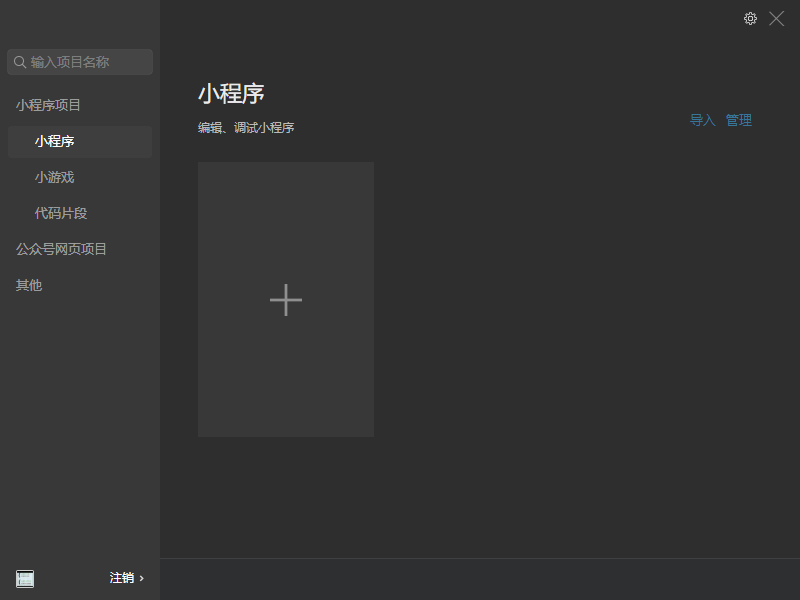 输入项目名称
小程序项目
小程序
小游戏
代码片段
公众号网页项目
其他
注销 ›
小程序
编辑、调试小程序
导入 管理